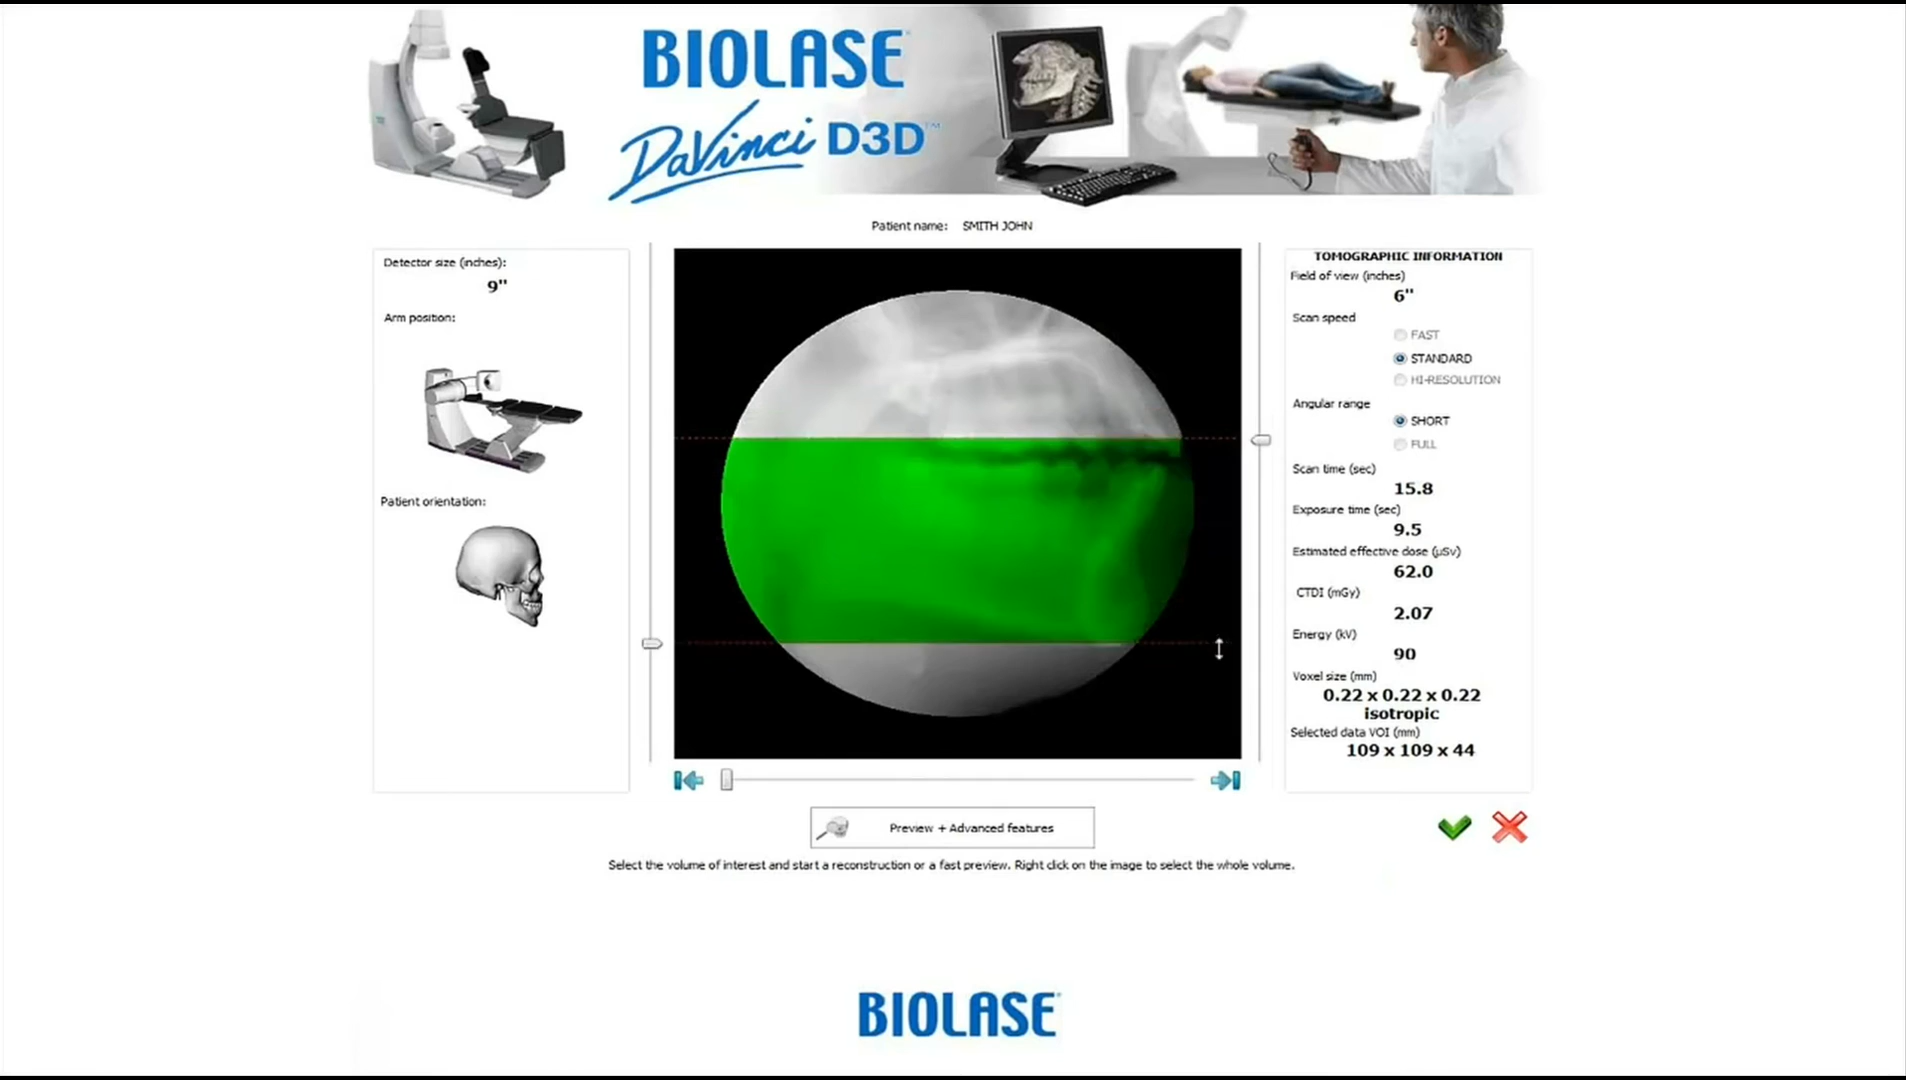 BIOLASE
DaVinci D3D™
Patient name: SMITH JOHN
Detector size (inches):
9"
Arm position:
Patient orientation:
TOMOGRAPHIC INFORMATION
Field of view (inches)
6"
Scan speed
FAST
STANDARD
HI-RESOLUTION
Angular range
SHORT
FULL
Scan time (sec)
15.8
Exposure time (sec)
9.5
Estimated effective dose (µSv)
62.0
CTDI (mGy)
2.07
Energy (kV)
90
Voxel size (mm)
0.22 x 0.22 x 0.22
isotropic
Selected data VOI (mm)
109 x 109 x 44
Preview + Advanced features
Select the volume of interest and start a reconstruction or a fast preview. Right click on the image to select the whole volume.
BIOLASE